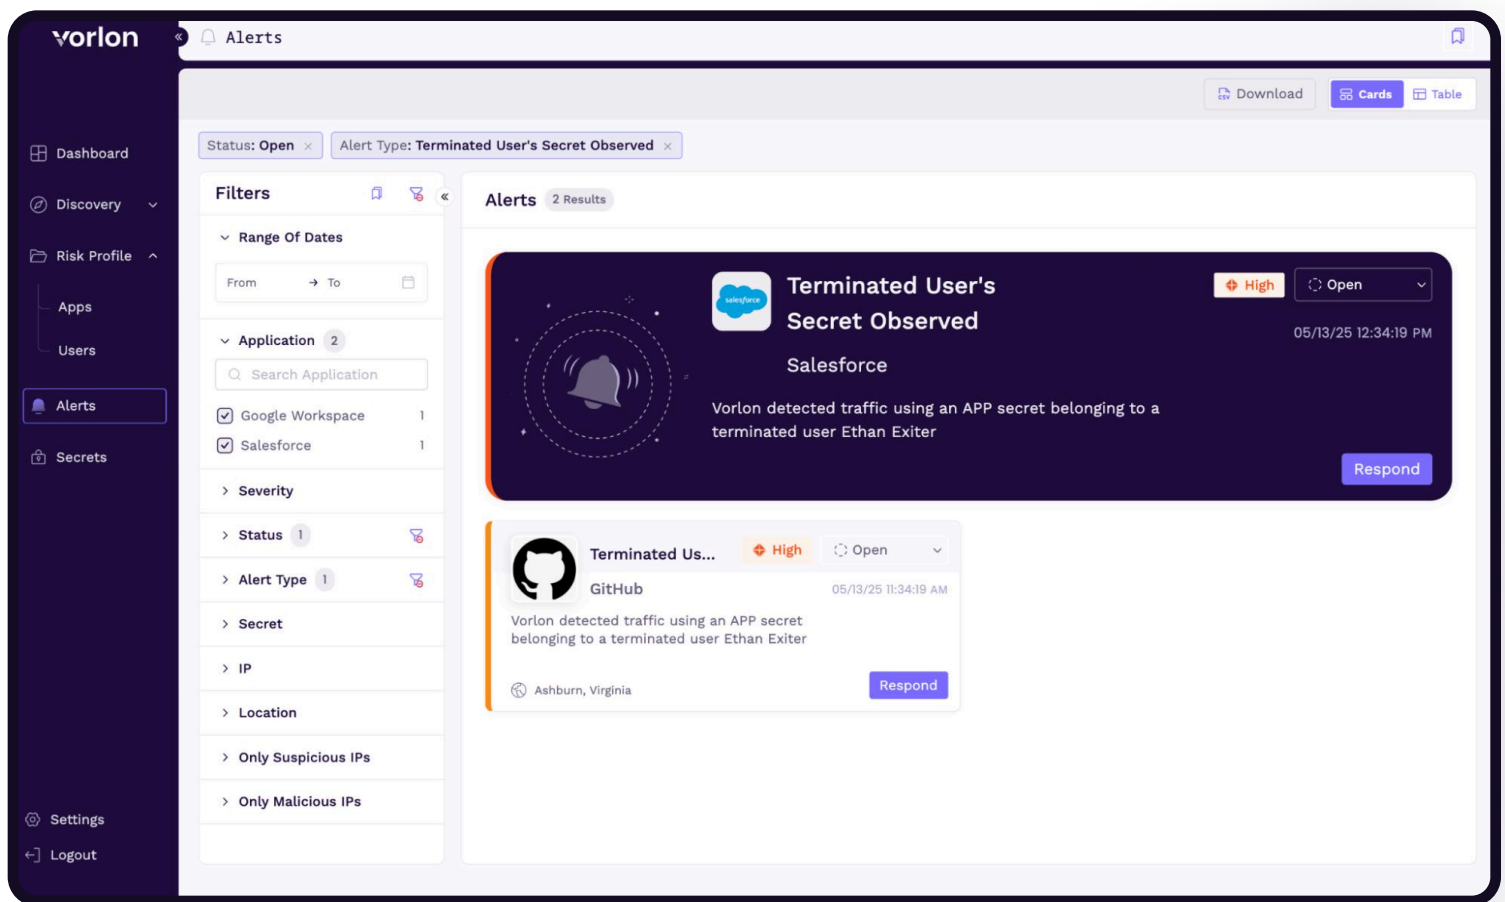 vorlon
Alerts
Download
Cards
Table
Dashboard
Discovery
Risk Profile
Apps
Users
Alerts
Secrets
Settings
Logout
Status: Open ×
Alert Type: Terminated User's Secret Observed ×
Filters
Range Of Dates
From → To
Application 2
Search Application
Google Workspace 1
Salesforce 1
Severity
Status 1
Alert Type 1
Secret
IP
Location
Only Suspicious IPs
Only Malicious IPs
Alerts 2 Results
salesforce
Terminated User's
Secret Observed
High
Open
05/13/25 12:34:19 PM
Salesforce
Vorlon detected traffic using an APP secret belonging to a
terminated user Ethan Exiter
Respond
Terminated Us...
High
Open
GitHub
05/13/25 11:34:19 AM
Vorlon detected traffic using an APP secret
belonging to a terminated user Ethan Exiter
Ashburn, Virginia
Respond